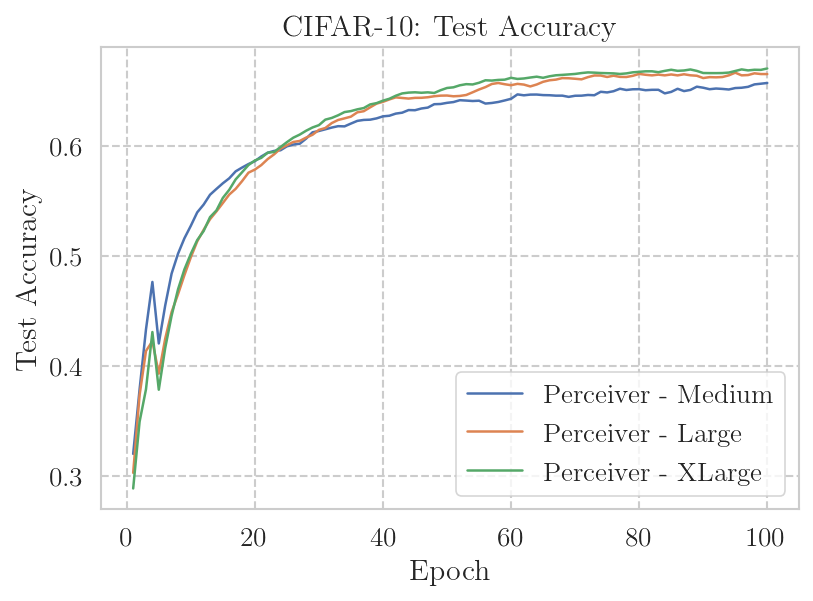 CIFAR-10: Test Accuracy
Test Accuracy
0.6
0.5
0.4
0.3
Perceiver - Medium
Perceiver - Large
Perceiver - XLarge
0 20 40 60 80 100
Epoch